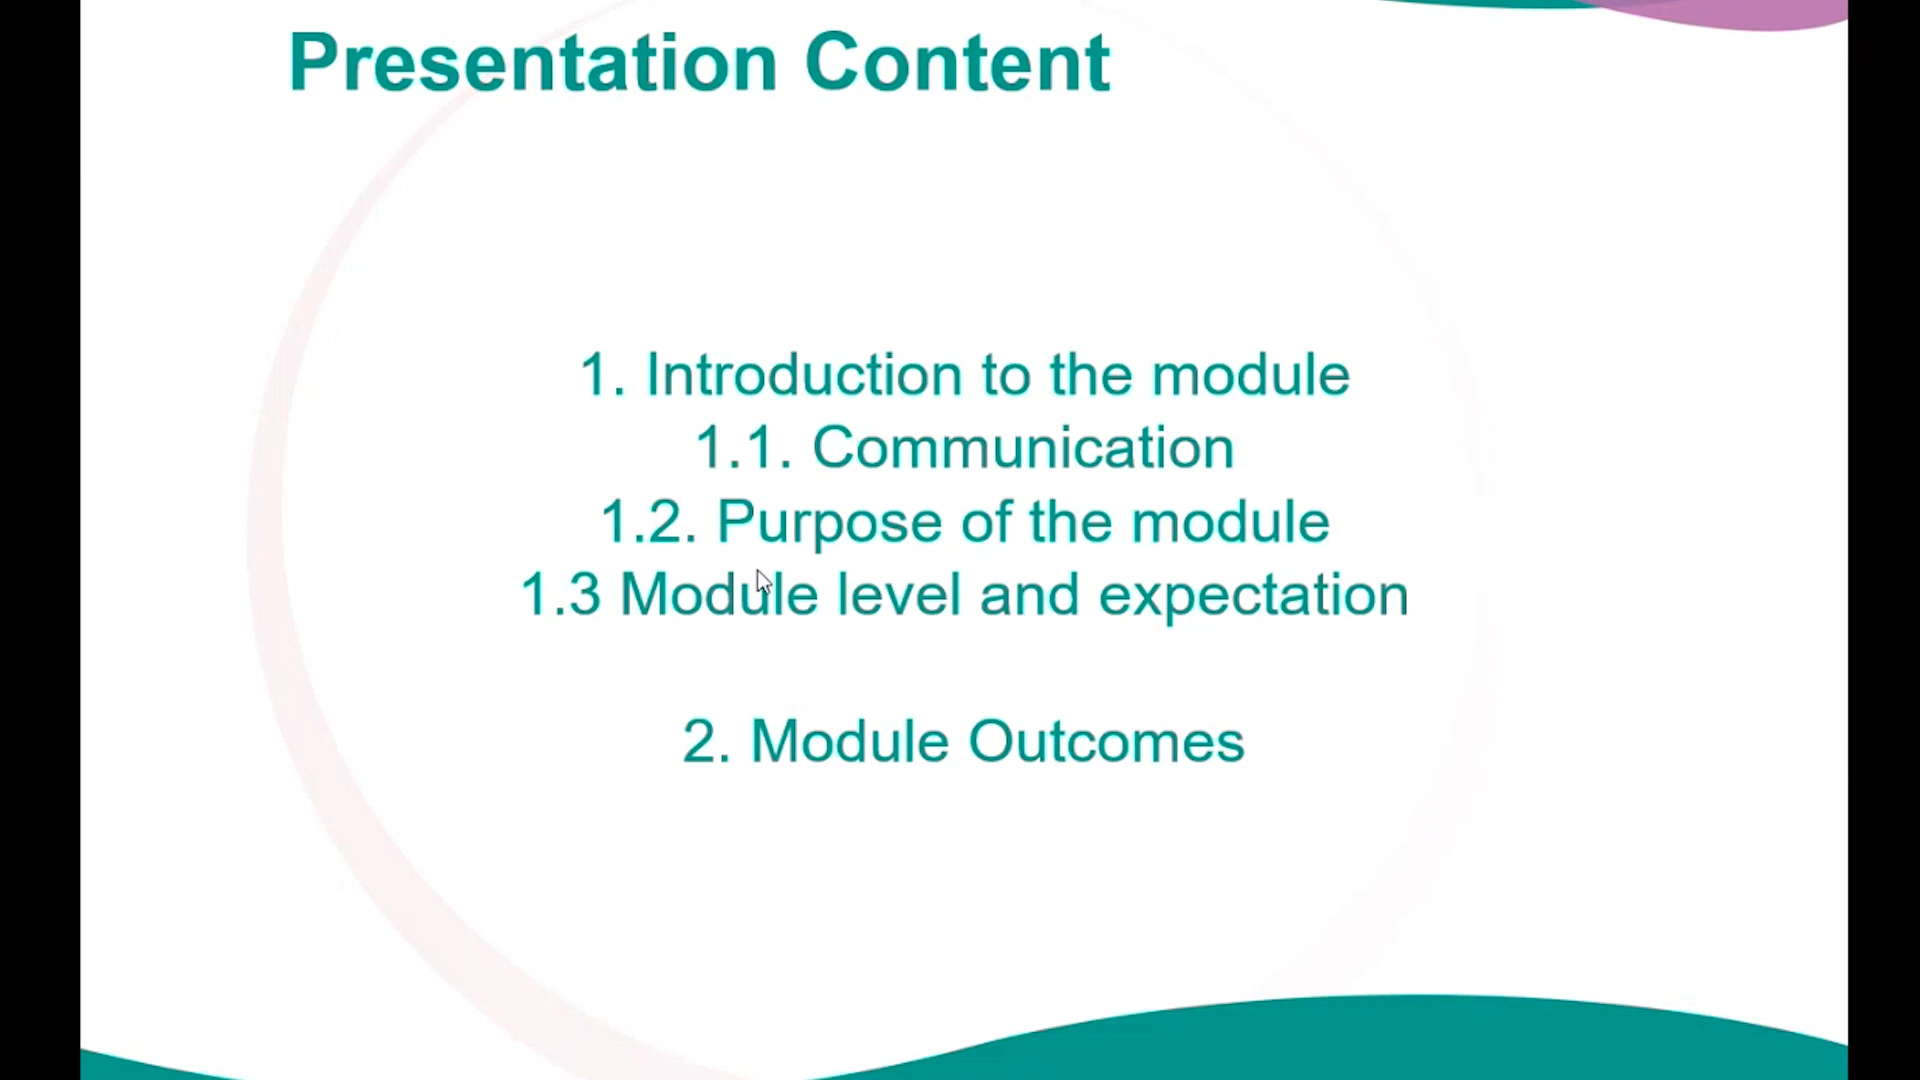 Presentation Content
1. Introduction to the module
1.1. Communication
1.2. Purpose of the module
1.3 Module level and expectation
2. Module Outcomes